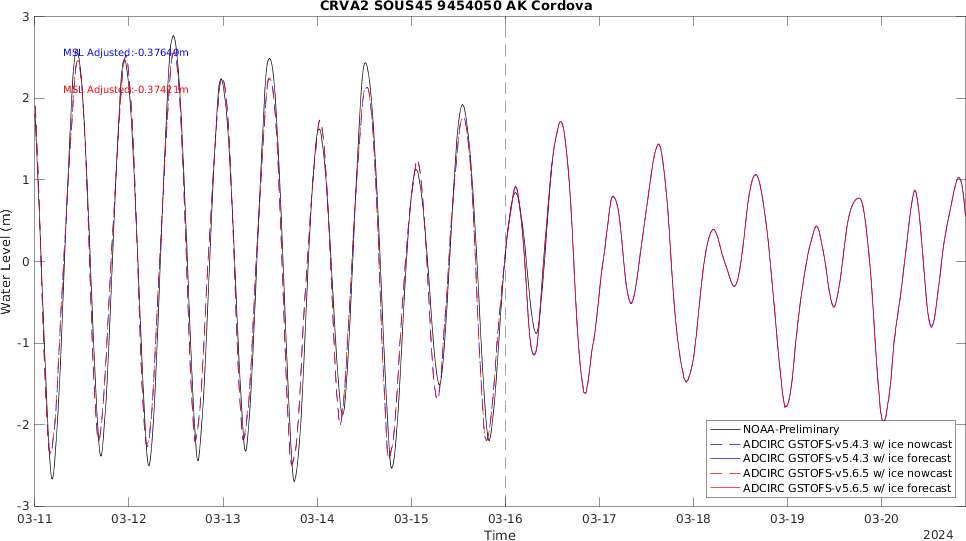 CRVA2 SOUS45 9454050 AK Cordova
3
MSL Adjusted:-0.37649m
MSL Adjusted:-0.37421m
2
1
0
-1
-2
-3
Water Level (m)
NOAA-Preliminary
ADCIRC GSTOFS-v5.4.3 w/ ice nowcast
ADCIRC GSTOFS-v5.4.3 w/ ice forecast
ADCIRC GSTOFS-v5.6.5 w/ ice nowcast
ADCIRC GSTOFS-v5.6.5 w/ ice forecast
03-11 03-12 03-13 03-14 03-15 03-16 03-17 03-18 03-19 03-20
Time
2024